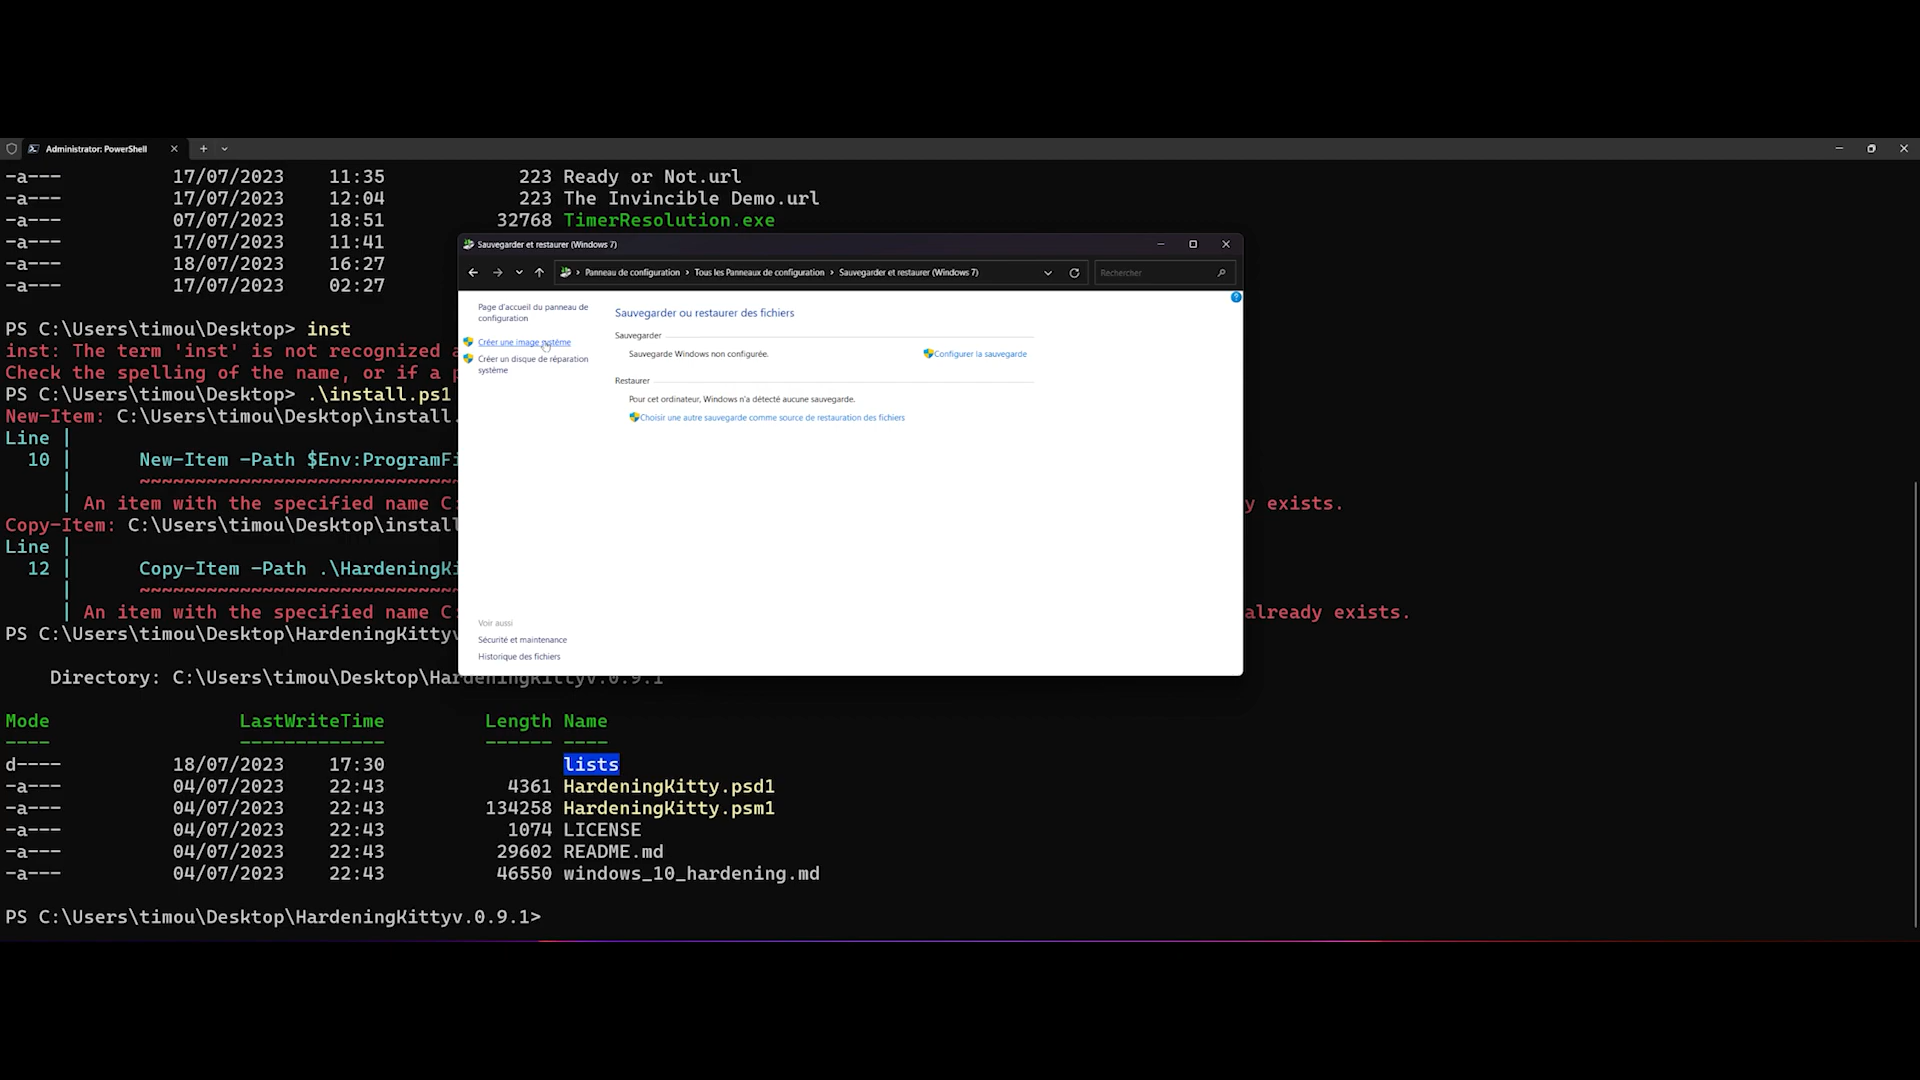 Administrator: PowerShell
-a--- 17/07/2023 11:35 223 Ready or Not.url
-a--- 17/07/2023 12:04 223 The Invincible Demo.url
-a--- 07/07/2023 18:51 32768 TimerResolution.exe
-a--- 17/07/2023 11:41
-a--- 18/07/2023 16:27
-a--- 17/07/2023 02:27
PS C:\Users\timou\Desktop> inst
inst: The term 'inst' is not recognized
Check the spelling of the name, or if a
PS C:\Users\timou\Desktop> .\install.ps1
New-Item: C:\Users\timou\Desktop\install.
Line |
10 | New-Item -Path $Env:ProgramFi
| ~~~~~~~~~~~~~~~~~~~~~~~~~~~~~
| An item with the specified name C: y exists.
Copy-Item: C:\Users\timou\Desktop\install
Line |
12 | Copy-Item -Path .\HardeningKi
| ~~~~~~~~~~~~~~~~~~~~~~~~~~~~~
| An item with the specified name C: already exists.
PS C:\Users\timou\Desktop\HardeningKittyv.
Directory: C:\Users\timou\Desktop\HardeningKittyv.0.9.1
Mode LastWriteTime Length Name
---- ------------- ------ ----
d---- 18/07/2023 17:30 lists
-a--- 04/07/2023 22:43 4361 HardeningKitty.psd1
-a--- 04/07/2023 22:43 134258 HardeningKitty.psm1
-a--- 04/07/2023 22:43 1074 LICENSE
-a--- 04/07/2023 22:43 29602 README.md
-a--- 04/07/2023 22:43 46550 windows_10_hardening.md
PS C:\Users\timou\Desktop\HardeningKittyv.0.9.1>
Sauvegarder et restaurer (Windows 7)
Panneau de configuration › Tous les Panneaux de configuration › Sauvegarder et restaurer (Windows 7)
Rechercher
Page d'accueil du panneau de
configuration
Créer une image système
Créer un disque de réparation
système
Sauvegarder ou restaurer des fichiers
Sauvegarder
Sauvegarde Windows non configurée.
Configurer la sauvegarde
Restaurer
Pour cet ordinateur, Windows n'a détecté aucune sauvegarde.
Choisir une autre sauvegarde comme source de restauration des fichiers
Voir aussi
Sécurité et maintenance
Historique des fichiers